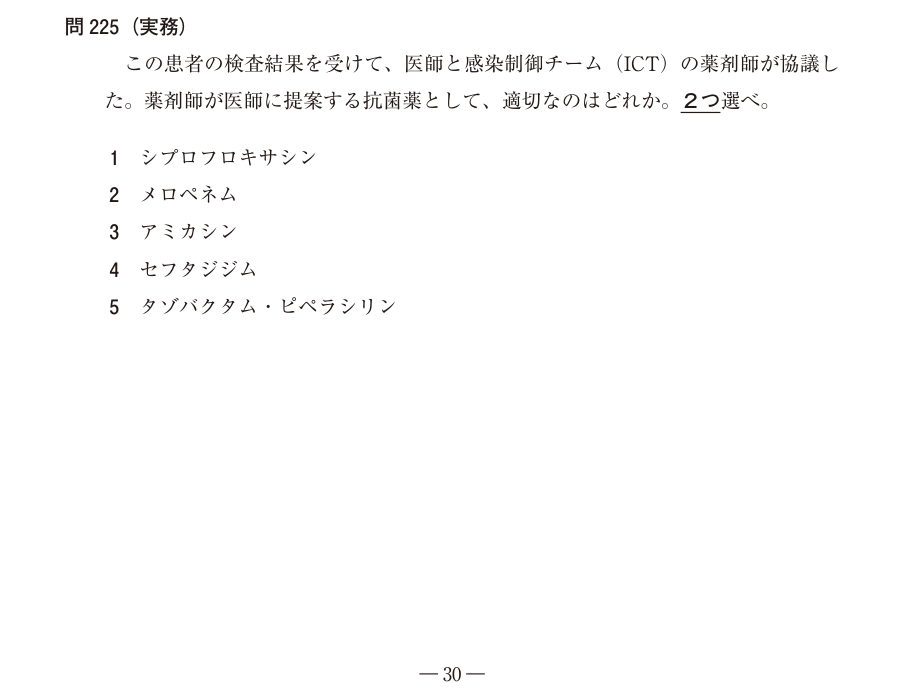 問 225(実務)
この患者の検査結果を受けて、医師と感染制御チーム(ICT)の薬剤師が協議し
た。薬剤師が医師に提案する抗菌薬として、適切なのはどれか。2つ選べ。
1 シプロフロキサシン
2 メロペネム
3 アミカシン
4 セフタジジム
5 タゾバクタム・ピペラシリン
― 30 ―